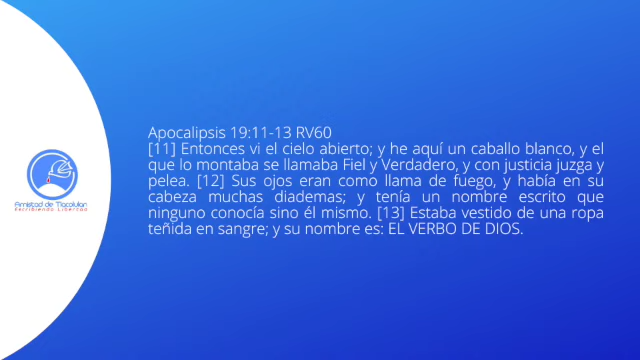 Apocalipsis 19:11-13 RV60
[11] Entonces vi el cielo abierto; y he aquí un caballo blanco, y el
que lo montaba se llamaba Fiel y Verdadero, y con justicia juzga y
pelea. [12] Sus ojos eran como llama de fuego, y había en su
cabeza muchas diademas; y tenía un nombre escrito que
ninguno conocía sino él mismo. [13] Estaba vestido de una ropa
teñida en sangre; y su nombre es: EL VERBO DE DIOS.
Amistad de Tlacolulan
Escribiendo Libertad